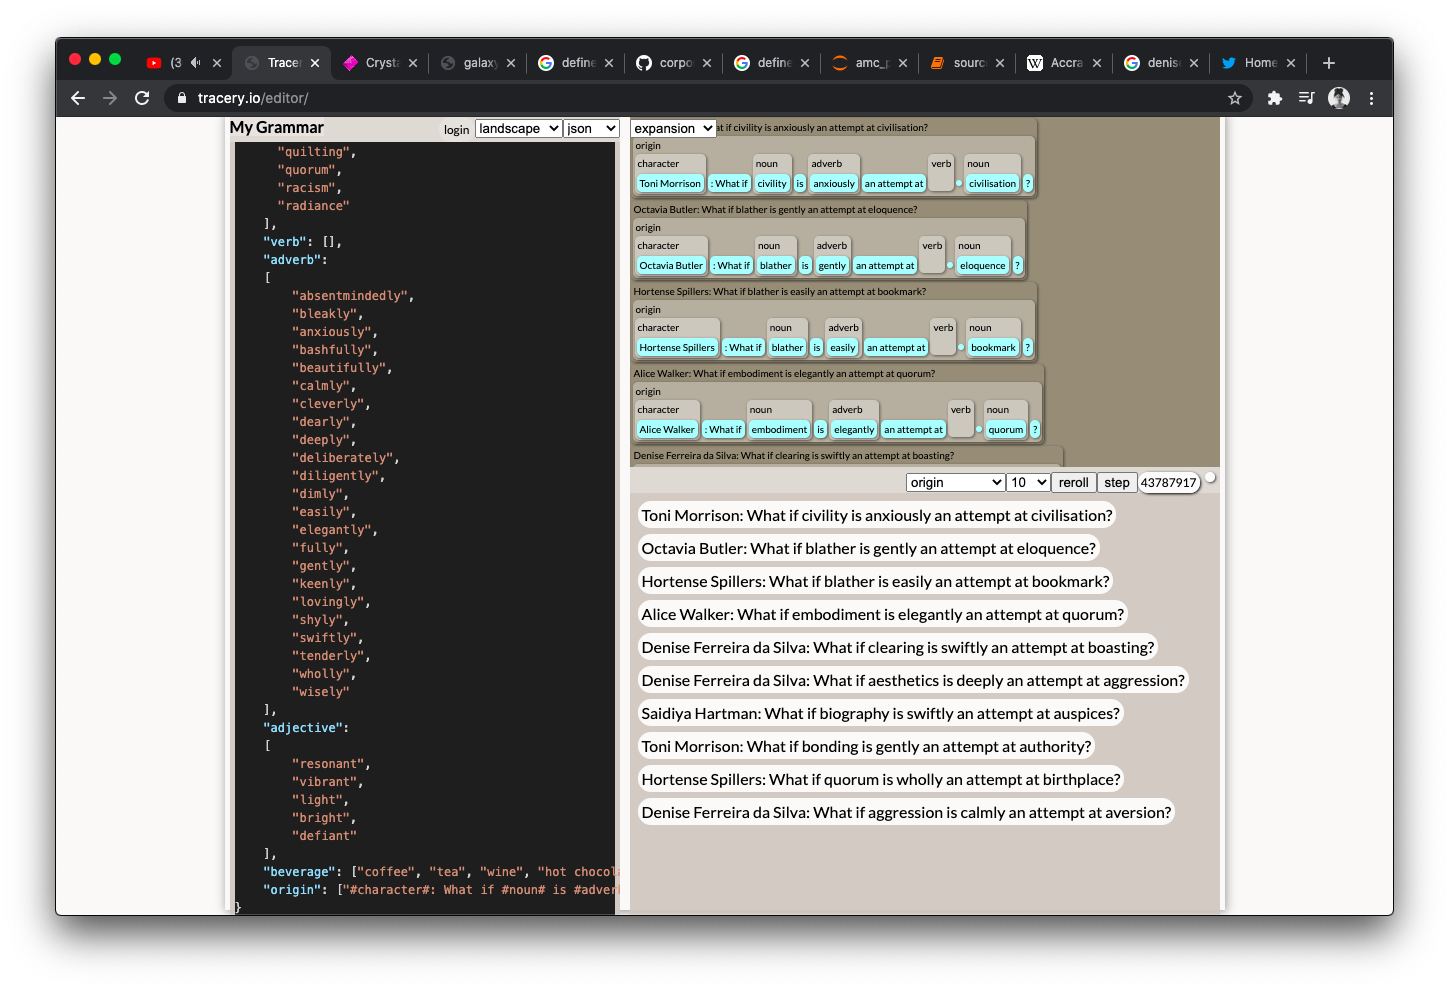 (3
Tracer
Crysta
galaxy
define
corpo
define
amc_p
sourc
Accra
denis
Home
tracery.io/editor/
My Grammar
login
landscape
json
"quilting",
"quorum",
"racism",
"radiance"
],
"verb": [],
"adverb":
[
"absentmindedly",
"bleakly",
"anxiously",
"bashfully",
"beautifully",
"calmly",
"cleverly",
"dearly",
"deeply",
"deliberately",
"diligently",
"dimly",
"easily",
"elegantly",
"fully",
"gently",
"keenly",
"lovingly",
"shyly",
"swiftly",
"tenderly",
"wholly",
"wisely"
],
"adjective":
[
"resonant",
"vibrant",
"light",
"bright",
"defiant"
],
"beverage": ["coffee", "tea", "wine", "hot chocol
"origin": ["#character#: What if #noun# is #adver
}
expansion
at if civility is anxiously an attempt at civilisation?
origin
character noun adverb verb noun
Toni Morrison : What if civility is anxiously an attempt at civilisation ?
Octavia Butler: What if blather is gently an attempt at eloquence?
origin
character noun adverb verb noun
Octavia Butler : What if blather is gently an attempt at eloquence ?
Hortense Spillers: What if blather is easily an attempt at bookmark?
origin
character noun adverb verb noun
Hortense Spillers : What if blather is easily an attempt at bookmark ?
Alice Walker: What if embodiment is elegantly an attempt at quorum?
origin
character noun adverb verb noun
Alice Walker : What if embodiment is elegantly an attempt at quorum ?
Denise Ferreira da Silva: What if clearing is swiftly an attempt at boasting?
origin 10 reroll step 43787917
Toni Morrison: What if civility is anxiously an attempt at civilisation?
Octavia Butler: What if blather is gently an attempt at eloquence?
Hortense Spillers: What if blather is easily an attempt at bookmark?
Alice Walker: What if embodiment is elegantly an attempt at quorum?
Denise Ferreira da Silva: What if clearing is swiftly an attempt at boasting?
Denise Ferreira da Silva: What if aesthetics is deeply an attempt at aggression?
Saidiya Hartman: What if biography is swiftly an attempt at auspices?
Toni Morrison: What if bonding is gently an attempt at authority?
Hortense Spillers: What if quorum is wholly an attempt at birthplace?
Denise Ferreira da Silva: What if aggression is calmly an attempt at aversion?